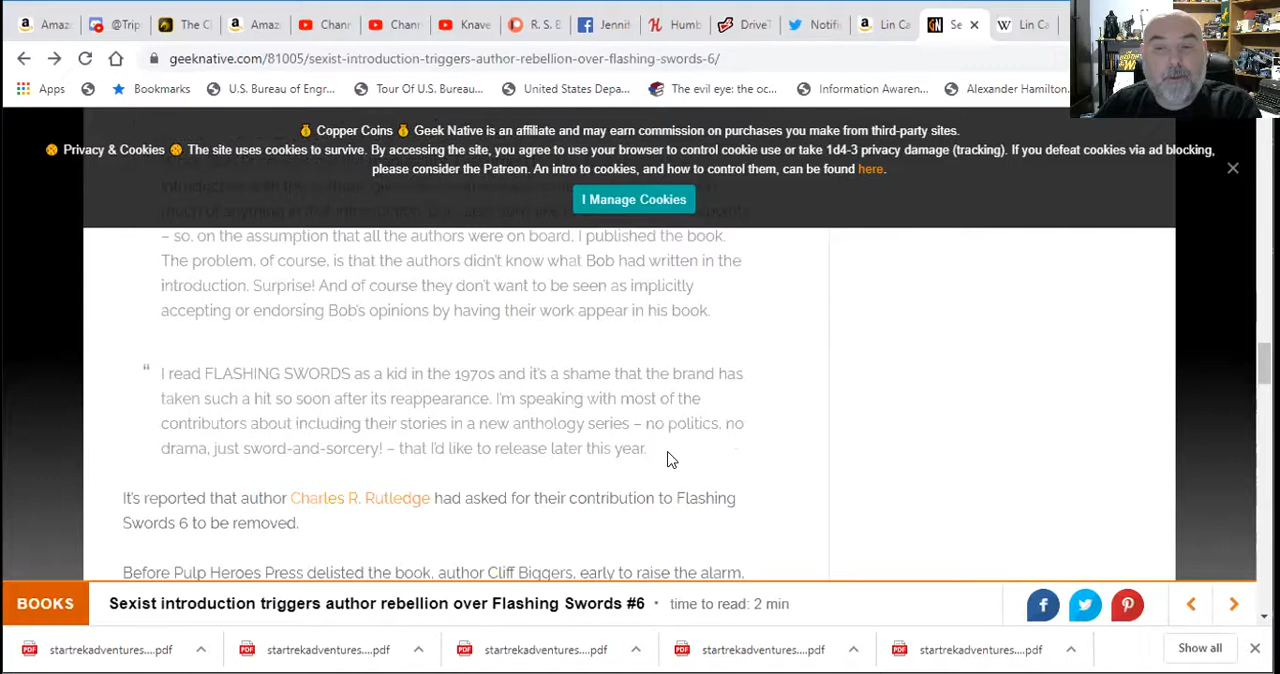 Amaz
@Trip
The C
Amaz
Chann
Chann
Knave
R. S. E
Jennif
Humb
DriveT
Notifi
Lin Ca
Se
Lin Ca
geeknative.com/81005/sexist-introduction-triggers-author-rebellion-over-flashing-swords-6/
Apps
Bookmarks
U.S. Bureau of Engr...
Tour Of U.S. Bureau...
United States Depa...
The evil eye: the oc...
Information Awaren...
Alexander Hamilton...
Copper Coins Geek Native is an affiliate and may earn commission on purchases you make from third-party sites.
Privacy & Cookies The site uses cookies to survive. By accessing the site, you agree to use your browser to control cookie use or take 1d4-3 privacy damage (tracking). If you defeat cookies via ad blocking,
please consider the Patreon. An intro to cookies, and how to control them, can be found here.
I Manage Cookies
– so, on the assumption that all the authors were on board, I published the book.
The problem, of course, is that the authors didn't know what Bob had written in the
introduction. Surprise! And of course they don't want to be seen as implicitly
accepting or endorsing Bob's opinions by having their work appear in his book.
" I read FLASHING SWORDS as a kid in the 1970s and it's a shame that the brand has
taken such a hit so soon after its reappearance. I'm speaking with most of the
contributors about including their stories in a new anthology series – no politics, no
drama, just sword-and-sorcery! – that I'd like to release later this year.
It's reported that author Charles R. Rutledge had asked for their contribution to Flashing
Swords 6 to be removed.
Before Pulp Heroes Press delisted the book, author Cliff Biggers, early to raise the alarm,
BOOKS
Sexist introduction triggers author rebellion over Flashing Swords #6 • time to read: 2 min
startrekadventures....pdf
startrekadventures....pdf
startrekadventures....pdf
startrekadventures....pdf
startrekadventures....pdf
Show all